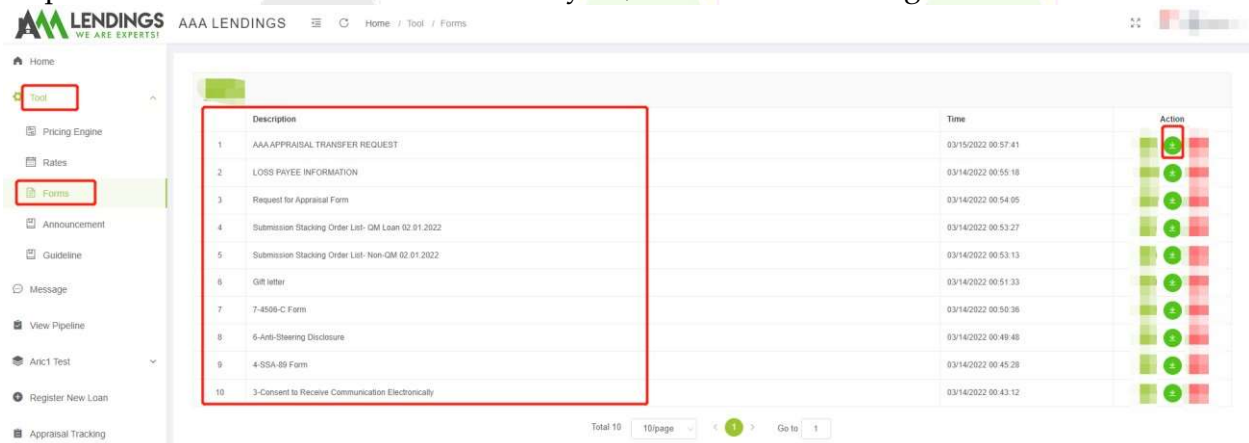 LENDINGS
WE ARE EXPERTS!
AAA LENDINGS Home / Tool / Forms
Home
Tool
Pricing Engine
Rates
Forms
Announcement
Guideline
Message
View Pipeline
Aric1 Test
Register New Loan
Appraisal Tracking
Description Time Action
1 AAA APPRAISAL TRANSFER REQUEST 03/15/2022 00:57:41
2 LOSS PAYEE INFORMATION 03/14/2022 00:55:18
3 Request for Appraisal Form 03/14/2022 00:54:05
4 Submission Stacking Order List- QM Loan 02.01.2022 03/14/2022 00:53:27
5 Submission Stacking Order List- Non-QM 02.01.2022 03/14/2022 00:53:13
6 Gift letter 03/14/2022 00:51:33
7 7-4506-C Form 03/14/2022 00:50:36
8 6-Anti-Steering Disclosure 03/14/2022 00:49:48
9 4-SSA-89 Form 03/14/2022 00:45:28
10 3-Consent to Receive Communication Electronically 03/14/2022 00:43:12
Total 10 10/page < 1 > Go to 1